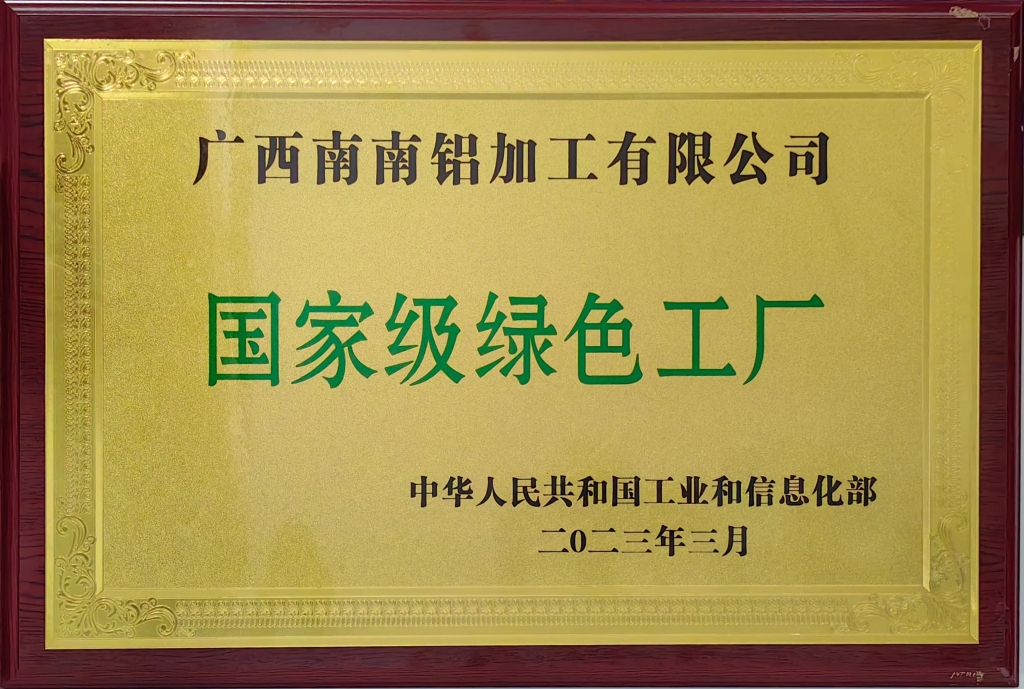 广西南南铝加工有限公司
国家级绿色工厂
中华人民共和国工业和信息化部
二0二三年三月